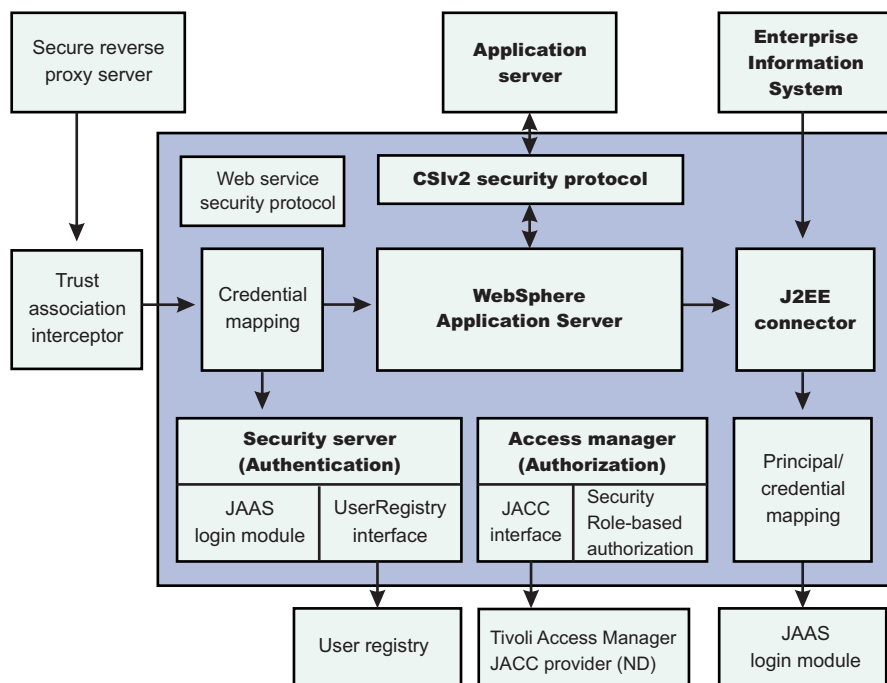 Secure reverse
proxy server
Application
server
Enterprise
Information
System
Web service
security protocol
CSIv2 security protocol
Trust
association
interceptor
Credential
mapping
WebSphere
Application Server
J2EE
connector
Security server
(Authentication)
JAAS
login module
UserRegistry
interface
Access manager
(Authorization)
JACC
interface
Security
Role-based
authorization
Principal/
credential
mapping
User registry
Tivoli Access Manager
JACC provider (ND)
JAAS
login module